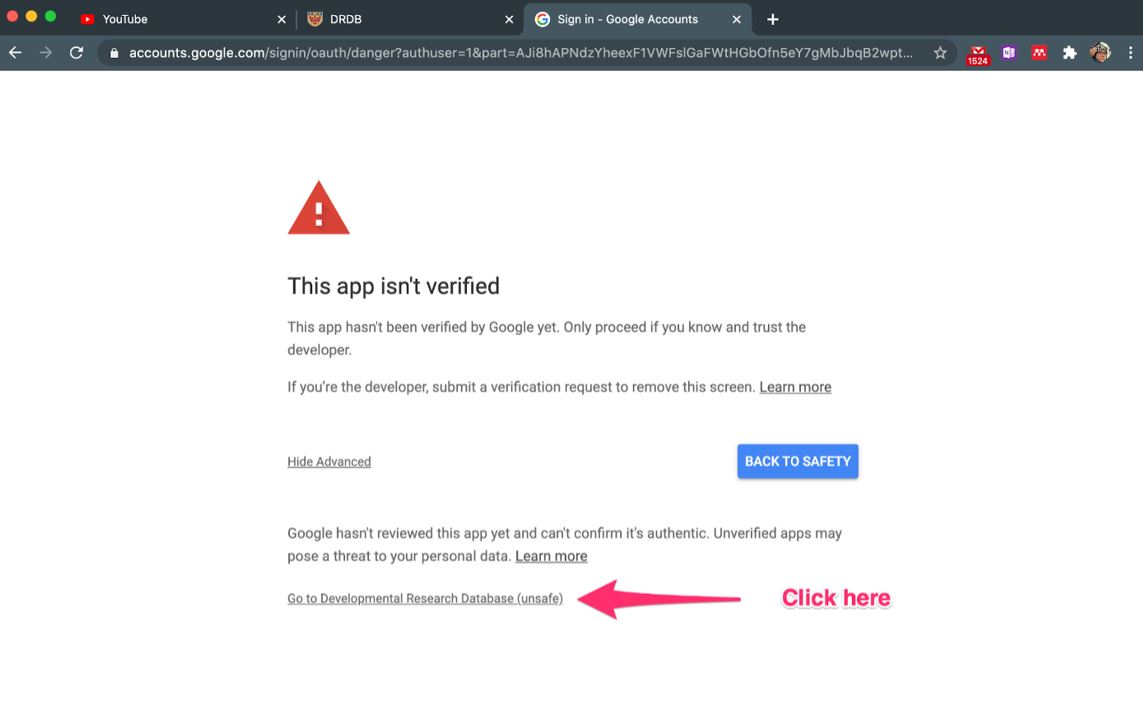 YouTube
DRDB
Sign in - Google Accounts
accounts.google.com/signin/oauth/danger?authuser=1&part=AJi8hAPNdzYheexF1VWFslGaFWtHGbOfn5eY7gMbJbqB2wpt...
1524
This app isn't verified
This app hasn't been verified by Google yet. Only proceed if you know and trust the
developer.
If you're the developer, submit a verification request to remove this screen. Learn more
Hide Advanced
BACK TO SAFETY
Google hasn't reviewed this app yet and can't confirm it's authentic. Unverified apps may
pose a threat to your personal data. Learn more
Go to Developmental Research Database (unsafe)
Click here